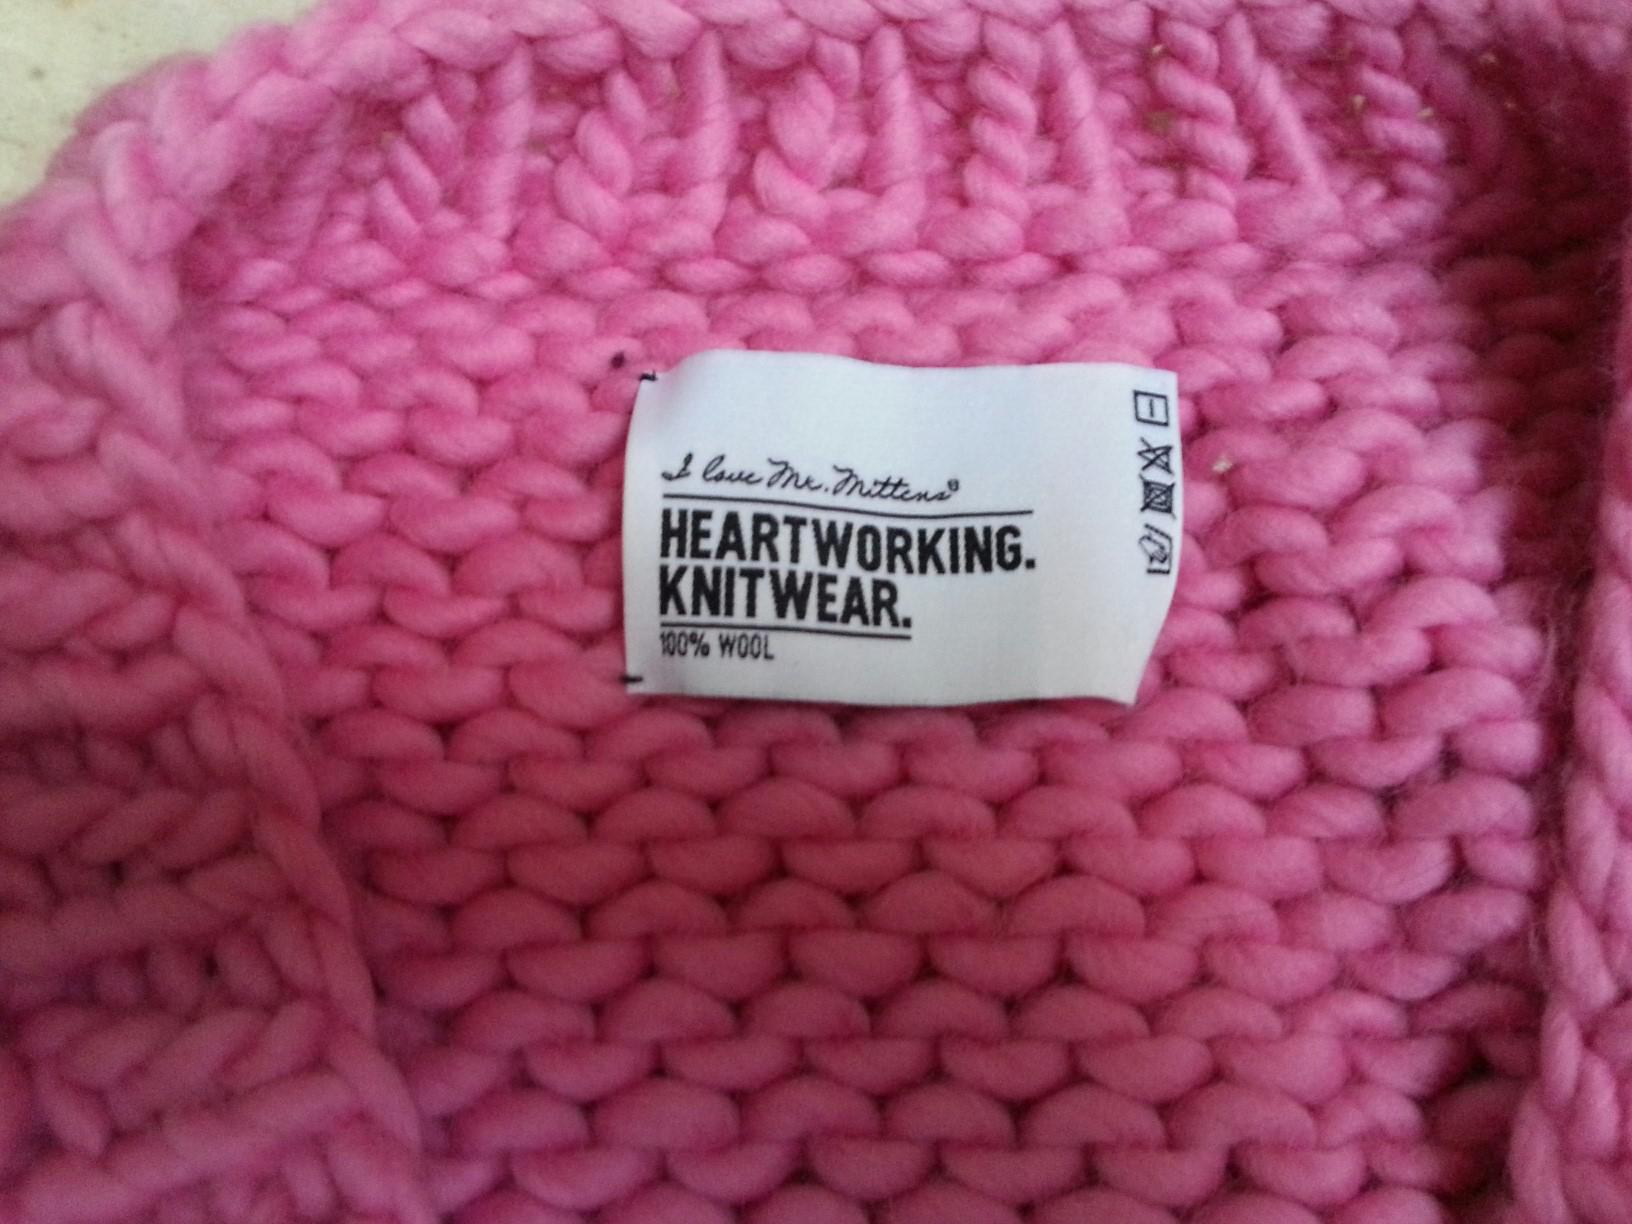 I love Mr. Mittens®
HEARTWORKING.
KNITWEAR.
100% WOOL